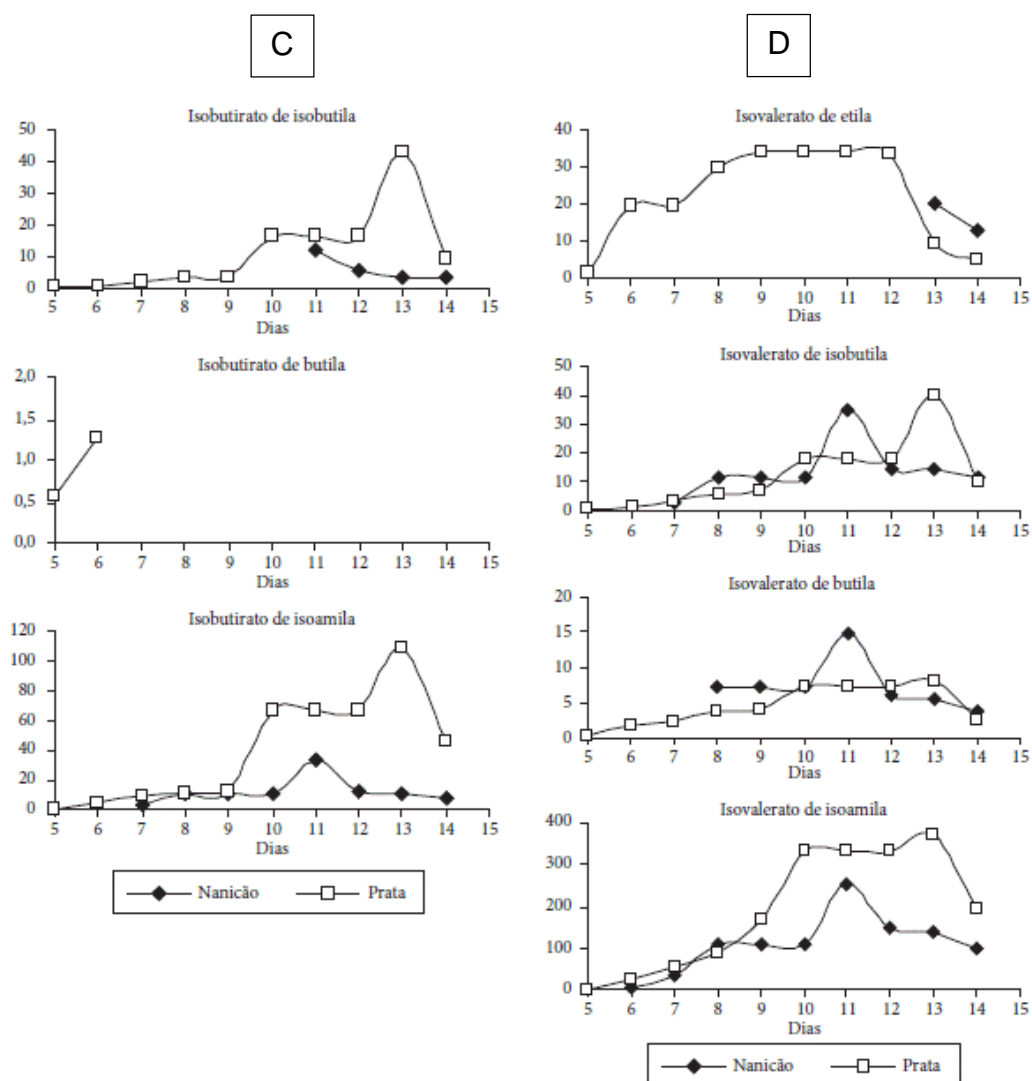 C
Isobutirato de isobutila
50
40
30
20
10
0
5 6 7 8 9 10 11 12 13 14 15
Dias
Isobutirato de butila
2,0
1,5
1,0
0,5
0,0
5 6 7 8 9 10 11 12 13 14 15
Dias
Isobutirato de isoamila
120
100
80
60
40
20
0
5 6 7 8 9 10 11 12 13 14 15
Dias
Nanicão Prata
D
Isovalerato de etila
40
30
20
10
0
5 6 7 8 9 10 11 12 13 14 15
Dias
Isovalerato de isobutila
50
40
30
20
10
0
5 6 7 8 9 10 11 12 13 14 15
Dias
Isovalerato de butila
20
15
10
5
0
5 6 7 8 9 10 11 12 13 14 15
Dias
Isovalerato de isoamila
400
300
200
100
0
5 6 7 8 9 10 11 12 13 14 15
Dias
Nanicão Prata